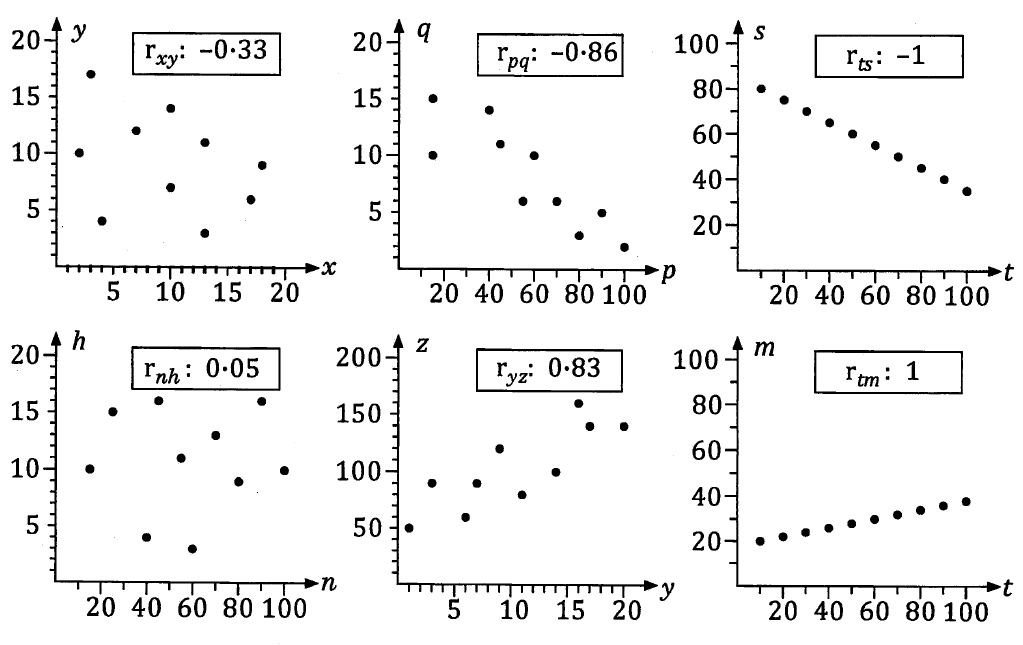 y
20
15
10
5
r_xy: –0·33
5 10 15 20 x
q
20
15
10
5
r_pq: –0·86
20 40 60 80 100 p
s
100
80
60
40
20
r_ts: –1
20 40 60 80 100 t
h
20
15
10
5
r_nh: 0·05
20 40 60 80 100 n
z
200
150
100
50
r_yz: 0·83
5 10 15 20 y
m
100
80
60
40
20
r_tm: 1
20 40 60 80 100 t